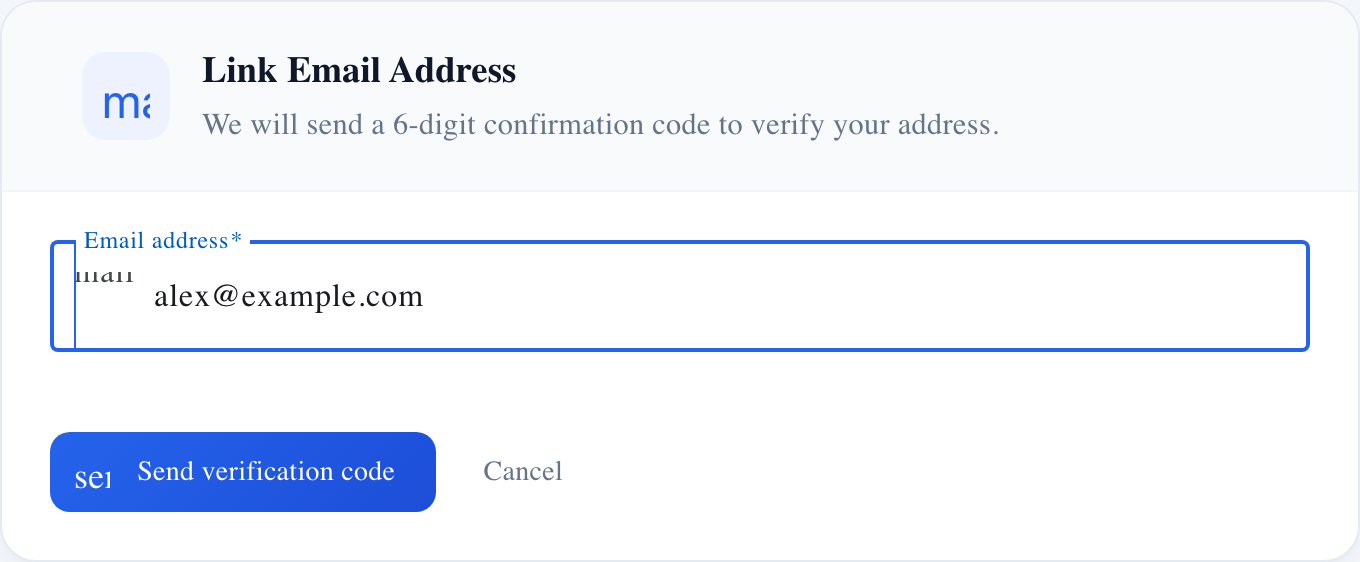 Link Email Address
We will send a 6-digit confirmation code to verify your address.
Email address*
alex@example.com
Send verification code
Cancel